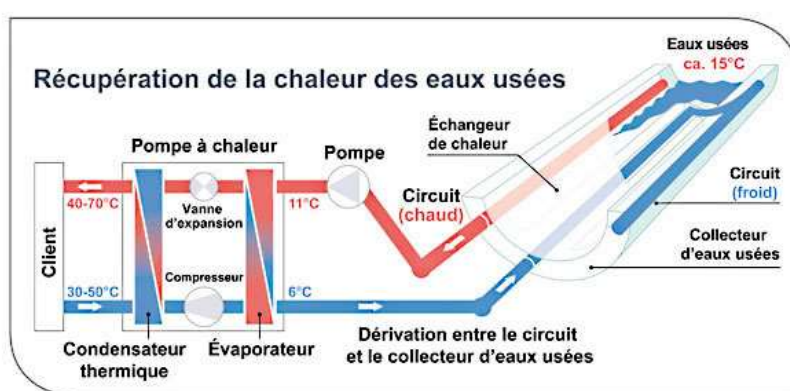 Récupération de la chaleur des eaux usées
Eaux usées
ca. 15°C
Échangeur
de chaleur
Pompe à chaleur
Pompe
Circuit
(chaud)
Circuit
(froid)
Collecteur
d'eaux usées
Client
40-70°C
Vanne
d'expansion
11°C
Compresseur
30-50°C
6°C
Condensateur
thermique
Évaporateur
Dérivation entre le circuit
et le collecteur d'eaux usées